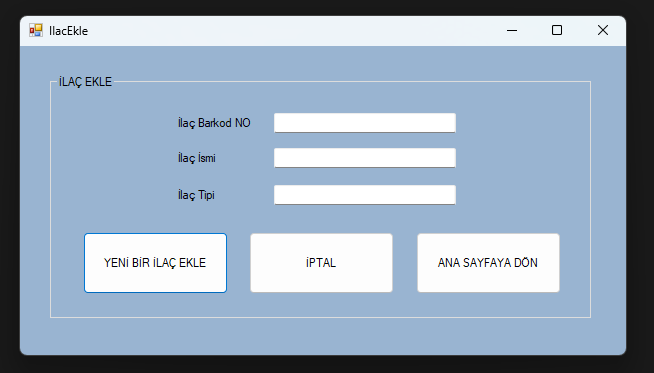 IlacEkle
İLAÇ EKLE
İlaç Barkod NO
İlaç İsmi
İlaç Tipi
YENİ BİR İLAÇ EKLE
İPTAL
ANA SAYFAYA DÖN